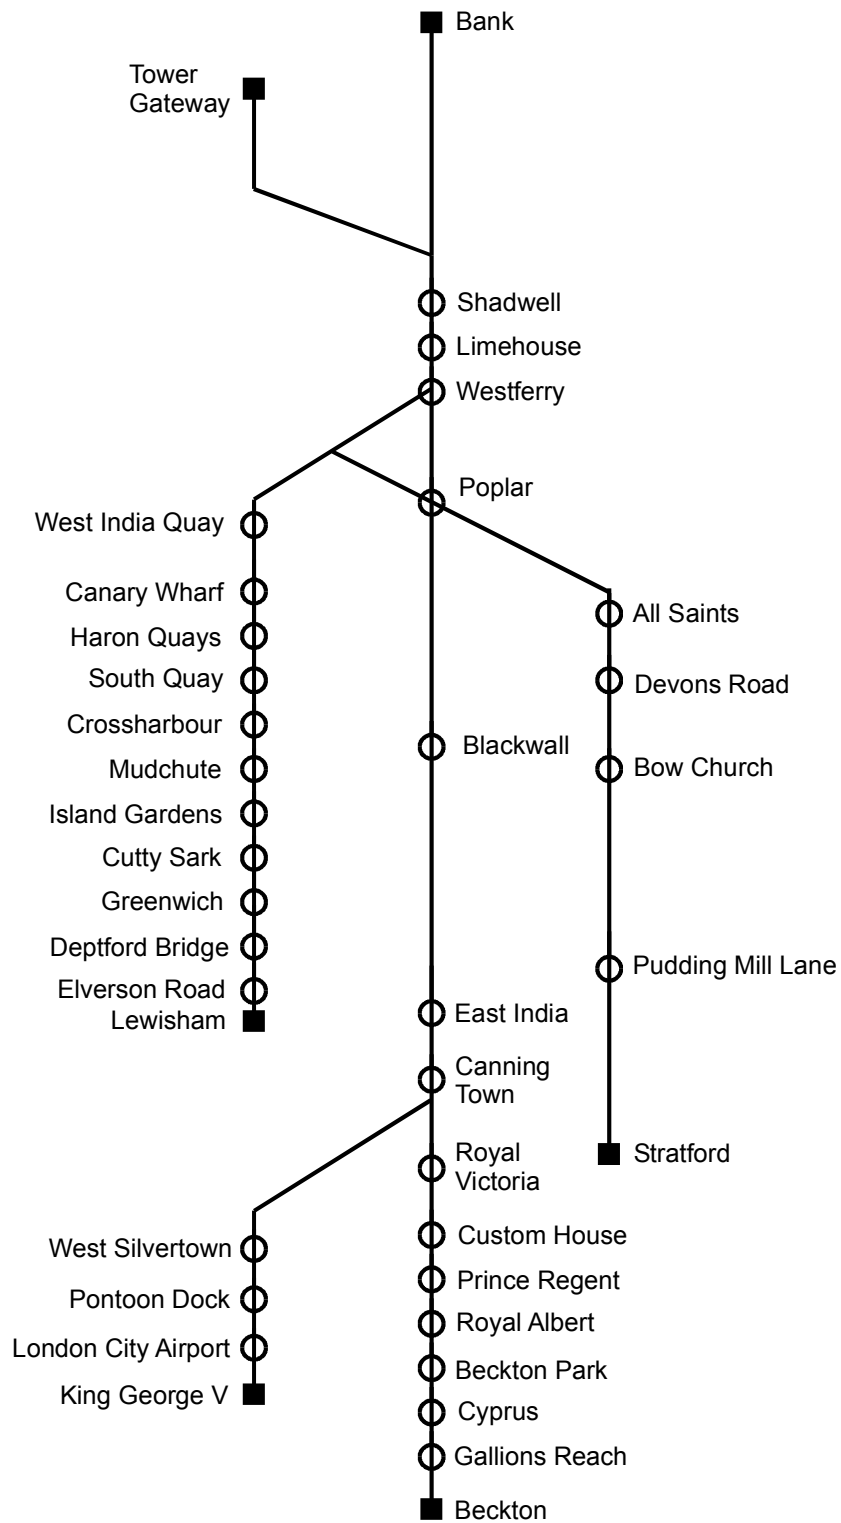 Bank
Tower
Gateway
Shadwell
Limehouse
Westferry
Poplar
West India Quay
Canary Wharf
Haron Quays
South Quay
Crossharbour
Mudchute
Island Gardens
Cutty Sark
Greenwich
Deptford Bridge
Elverson Road
Lewisham
All Saints
Devons Road
Blackwall
Bow Church
Pudding Mill Lane
East India
Canning
Town
Stratford
Royal
Victoria
West Silvertown
Pontoon Dock
London City Airport
King George V
Custom House
Prince Regent
Royal Albert
Beckton Park
Cyprus
Gallions Reach
Beckton